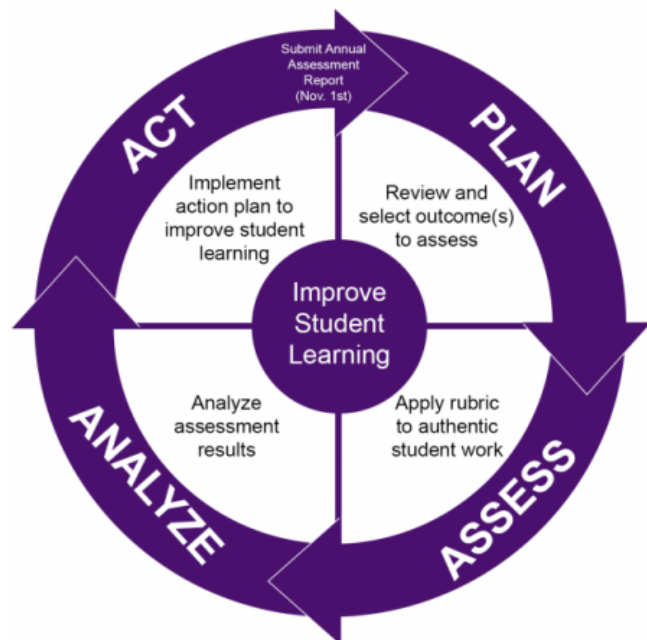 Submit Annual
Assessment
Report
(Nov. 1st)
ACT
PLAN
Implement
action plan to
improve student
learning
Review and
select outcome(s)
to assess
Improve
Student
Learning
Analyze
assessment
results
Apply rubric
to authentic
student work
ANALYZE
ASSESS